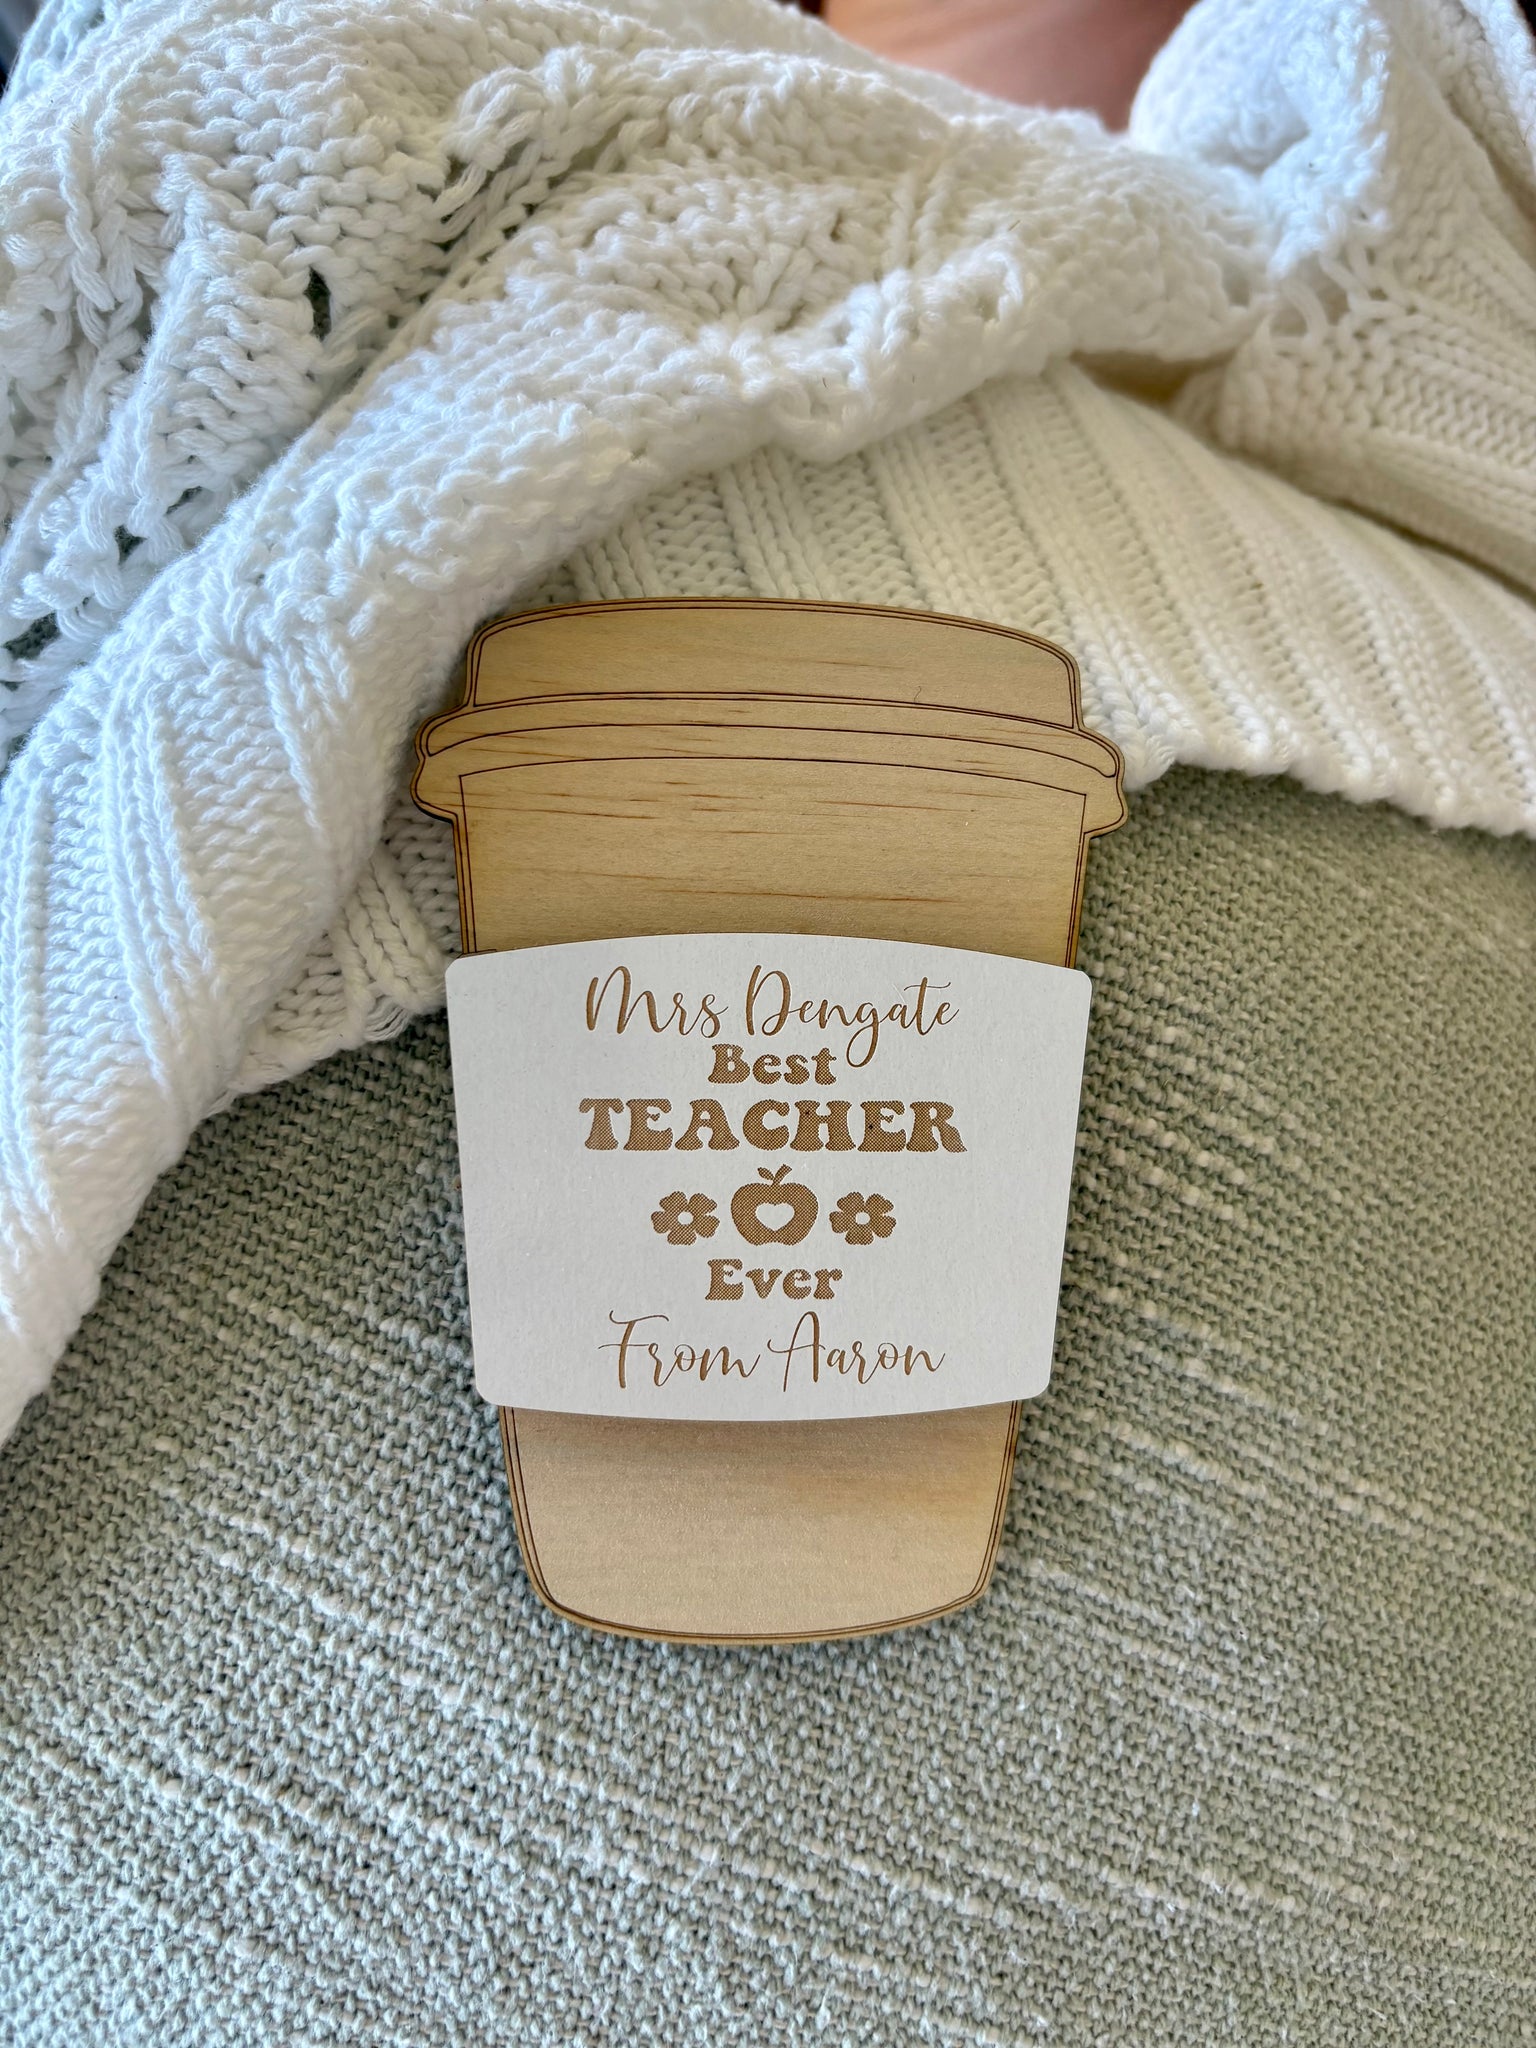 Mrs Dengate
Best
TEACHER
Ever
From Aaron